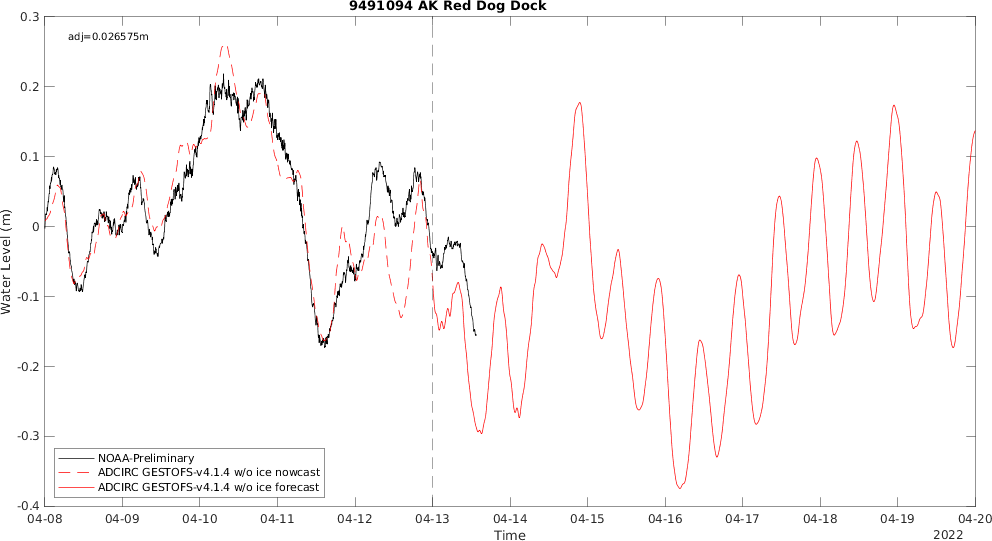 9491094 AK Red Dog Dock
adj=0.026575m
0.3
0.2
0.1
0
-0.1
-0.2
-0.3
-0.4
Water Level (m)
NOAA-Preliminary
ADCIRC GESTOFS-v4.1.4 w/o ice nowcast
ADCIRC GESTOFS-v4.1.4 w/o ice forecast
04-08 04-09 04-10 04-11 04-12 04-13 04-14 04-15 04-16 04-17 04-18 04-19 04-20
Time
2022